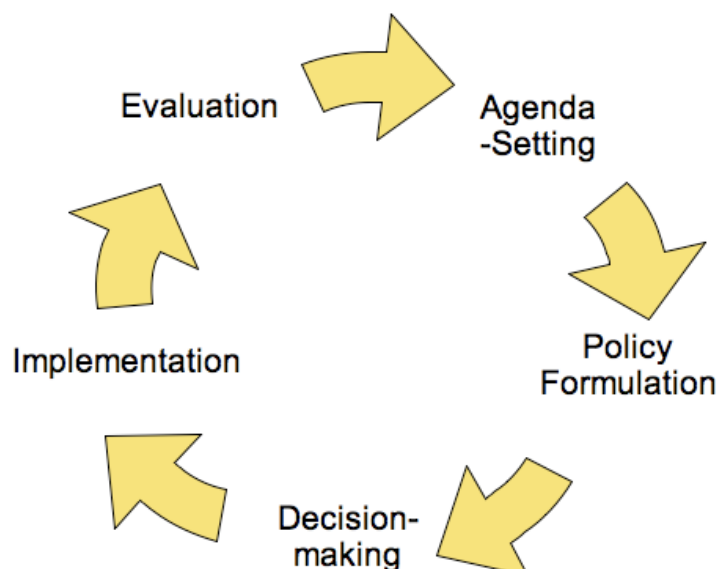 Evaluation
Agenda
-Setting
Policy
Formulation
Decision-
making
Implementation